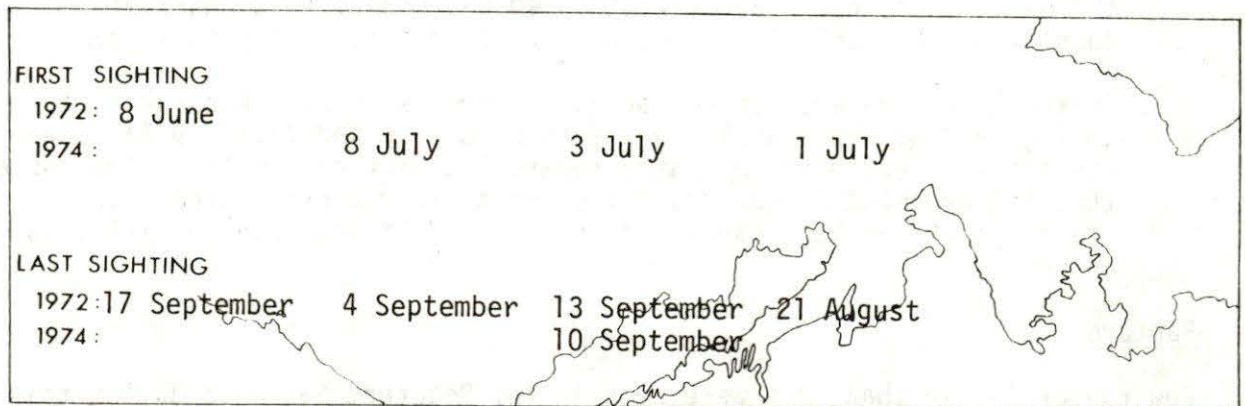 FIRST SIGHTING
1972: 8 June
1974: 8 July 3 July 1 July
LAST SIGHTING
1972: 17 September 4 September 13 September 21 August
1974: 10 September